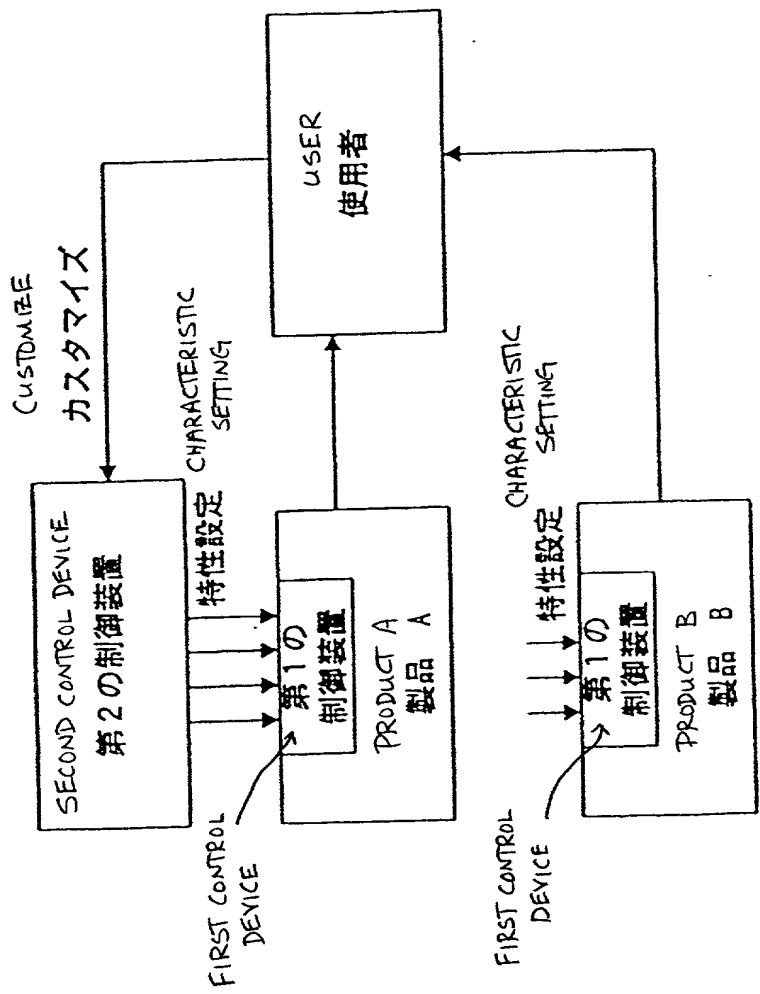 CUSTOMIZE
カスタマイズ
SECOND CONTROL DEVICE
第2の制御装置
特性設定
CHARACTERISTIC
SETTING
第1の
制御装置
PRODUCT A
製品 A
FIRST CONTROL
DEVICE
USER
使用者
特性設定
CHARACTERISTIC
SETTING
第1の
制御装置
PRODUCT B
製品 B
FIRST CONTROL
DEVICE